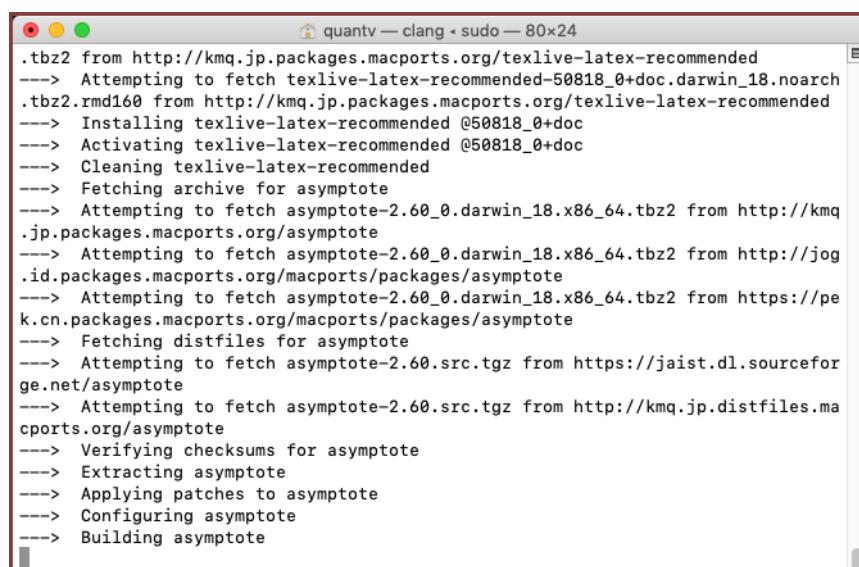 quantv — clang ◂ sudo — 80×24
.tbz2 from http://kmq.jp.packages.macports.org/texlive-latex-recommended
---> Attempting to fetch texlive-latex-recommended-50818_0+doc.darwin_18.noarch
.tbz2.rmd160 from http://kmq.jp.packages.macports.org/texlive-latex-recommended
---> Installing texlive-latex-recommended @50818_0+doc
---> Activating texlive-latex-recommended @50818_0+doc
---> Cleaning texlive-latex-recommended
---> Fetching archive for asymptote
---> Attempting to fetch asymptote-2.60_0.darwin_18.x86_64.tbz2 from http://kmq
.jp.packages.macports.org/asymptote
---> Attempting to fetch asymptote-2.60_0.darwin_18.x86_64.tbz2 from http://jog
.id.packages.macports.org/macports/packages/asymptote
---> Attempting to fetch asymptote-2.60_0.darwin_18.x86_64.tbz2 from https://pe
k.cn.packages.macports.org/macports/packages/asymptote
---> Fetching distfiles for asymptote
---> Attempting to fetch asymptote-2.60.src.tgz from https://jaist.dl.sourcefor
ge.net/asymptote
---> Attempting to fetch asymptote-2.60.src.tgz from http://kmq.jp.distfiles.ma
cports.org/asymptote
---> Verifying checksums for asymptote
---> Extracting asymptote
---> Applying patches to asymptote
---> Configuring asymptote
---> Building asymptote